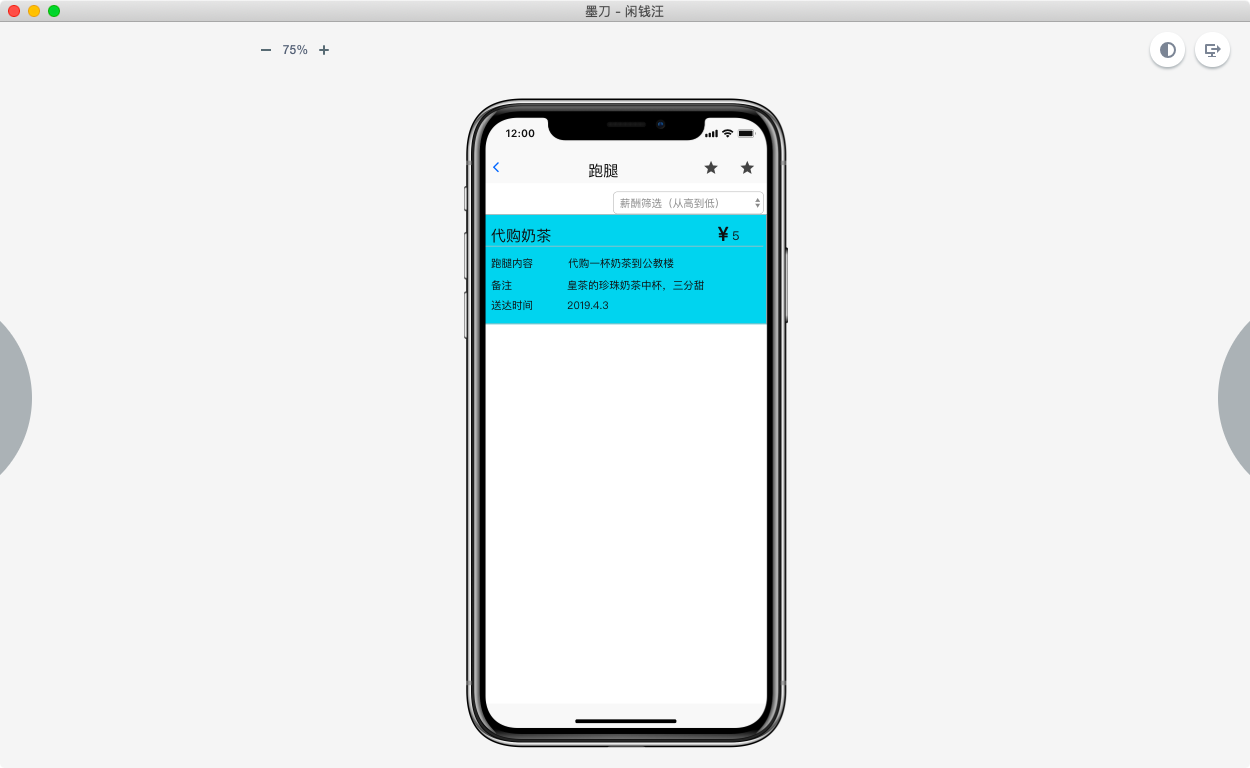 墨刀 - 闲钱汪
75%
12:00
跑腿
薪酬筛选（从高到低）
代购奶茶 ¥ 5
跑腿内容 代购一杯奶茶到公教楼
备注 皇茶的珍珠奶茶中杯，三分甜
送达时间 2019.4.3